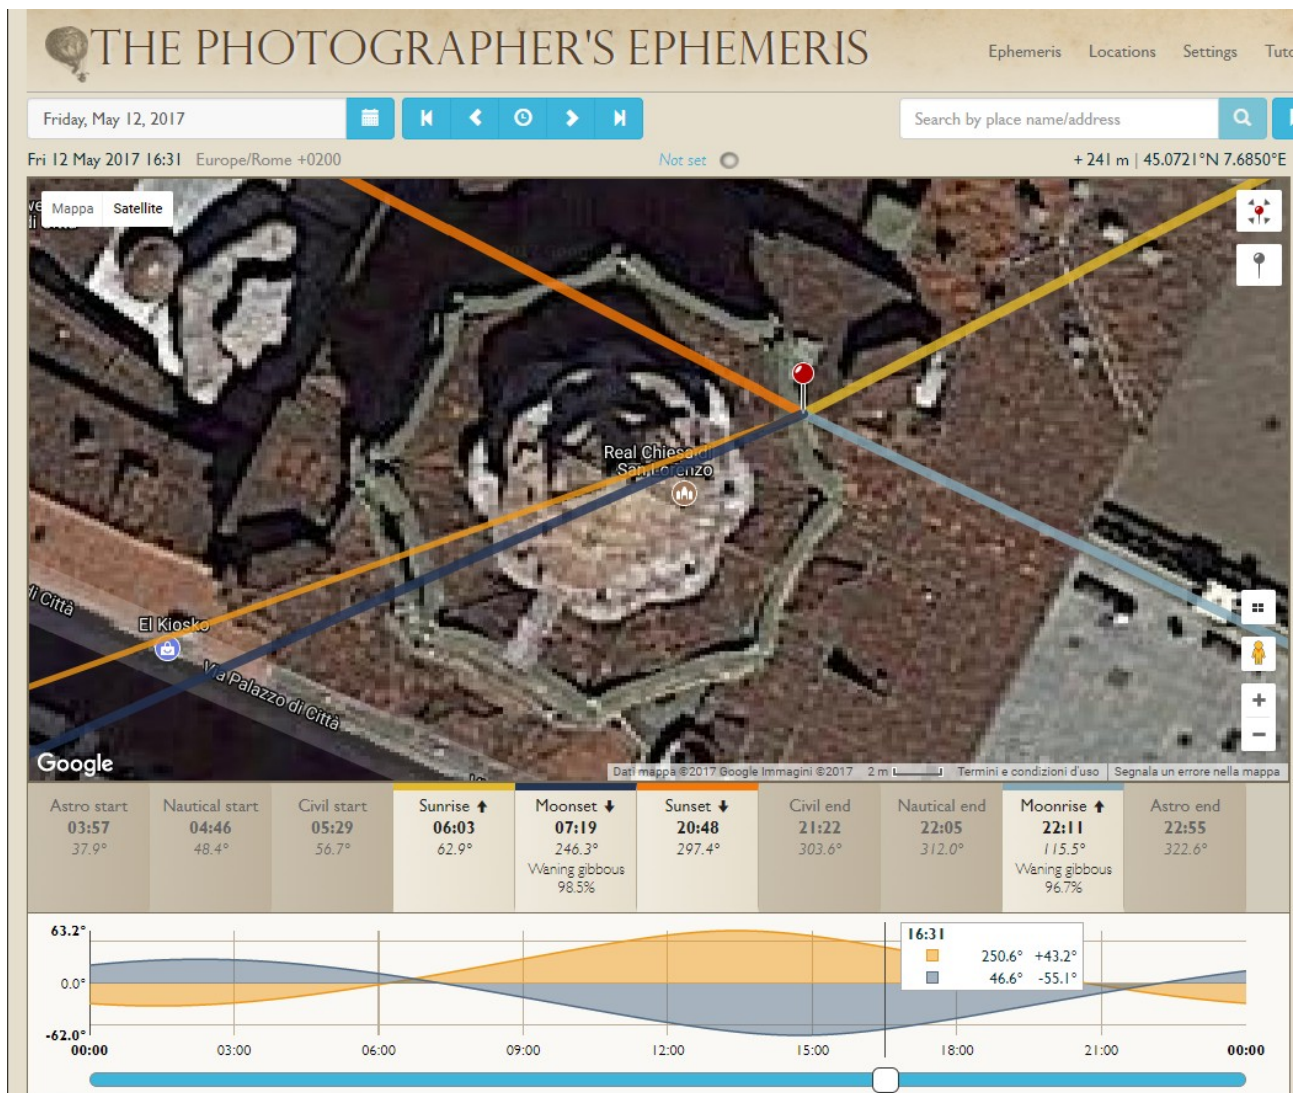 THE PHOTOGRAPHER'S EPHEMERIS
Ephemeris Locations Settings Tuto
Friday, May 12, 2017
Search by place name/address
Fri 12 May 2017 16:31 Europe/Rome +0200 Not set + 241 m | 45.0721°N 7.6850°E
Mappa Satellite
Real Chiesa di
San Lorenzo
di Città
El Kiosko
Via Palazzo di Città
Google
Dati mappa ©2017 Google Immagini ©2017 2 m Termini e condizioni d'uso Segnala un errore nella mappa
Astro start Nautical start Civil start Sunrise Moonset Sunset Civil end Nautical end Moonrise Astro end
03:57 04:46 05:29 06:03 07:19 20:48 21:22 22:05 22:11 22:55
37.9° 48.4° 56.7° 62.9° 246.3° 297.4° 303.6° 312.0° 115.5° 322.6°
Waning gibbous Waning gibbous
98.5% 96.7%
63.2°
16:31
250.6° +43.2°
0.0°
46.6° -55.1°
-62.0°
00:00 03:00 06:00 09:00 12:00 15:00 18:00 21:00 00:00